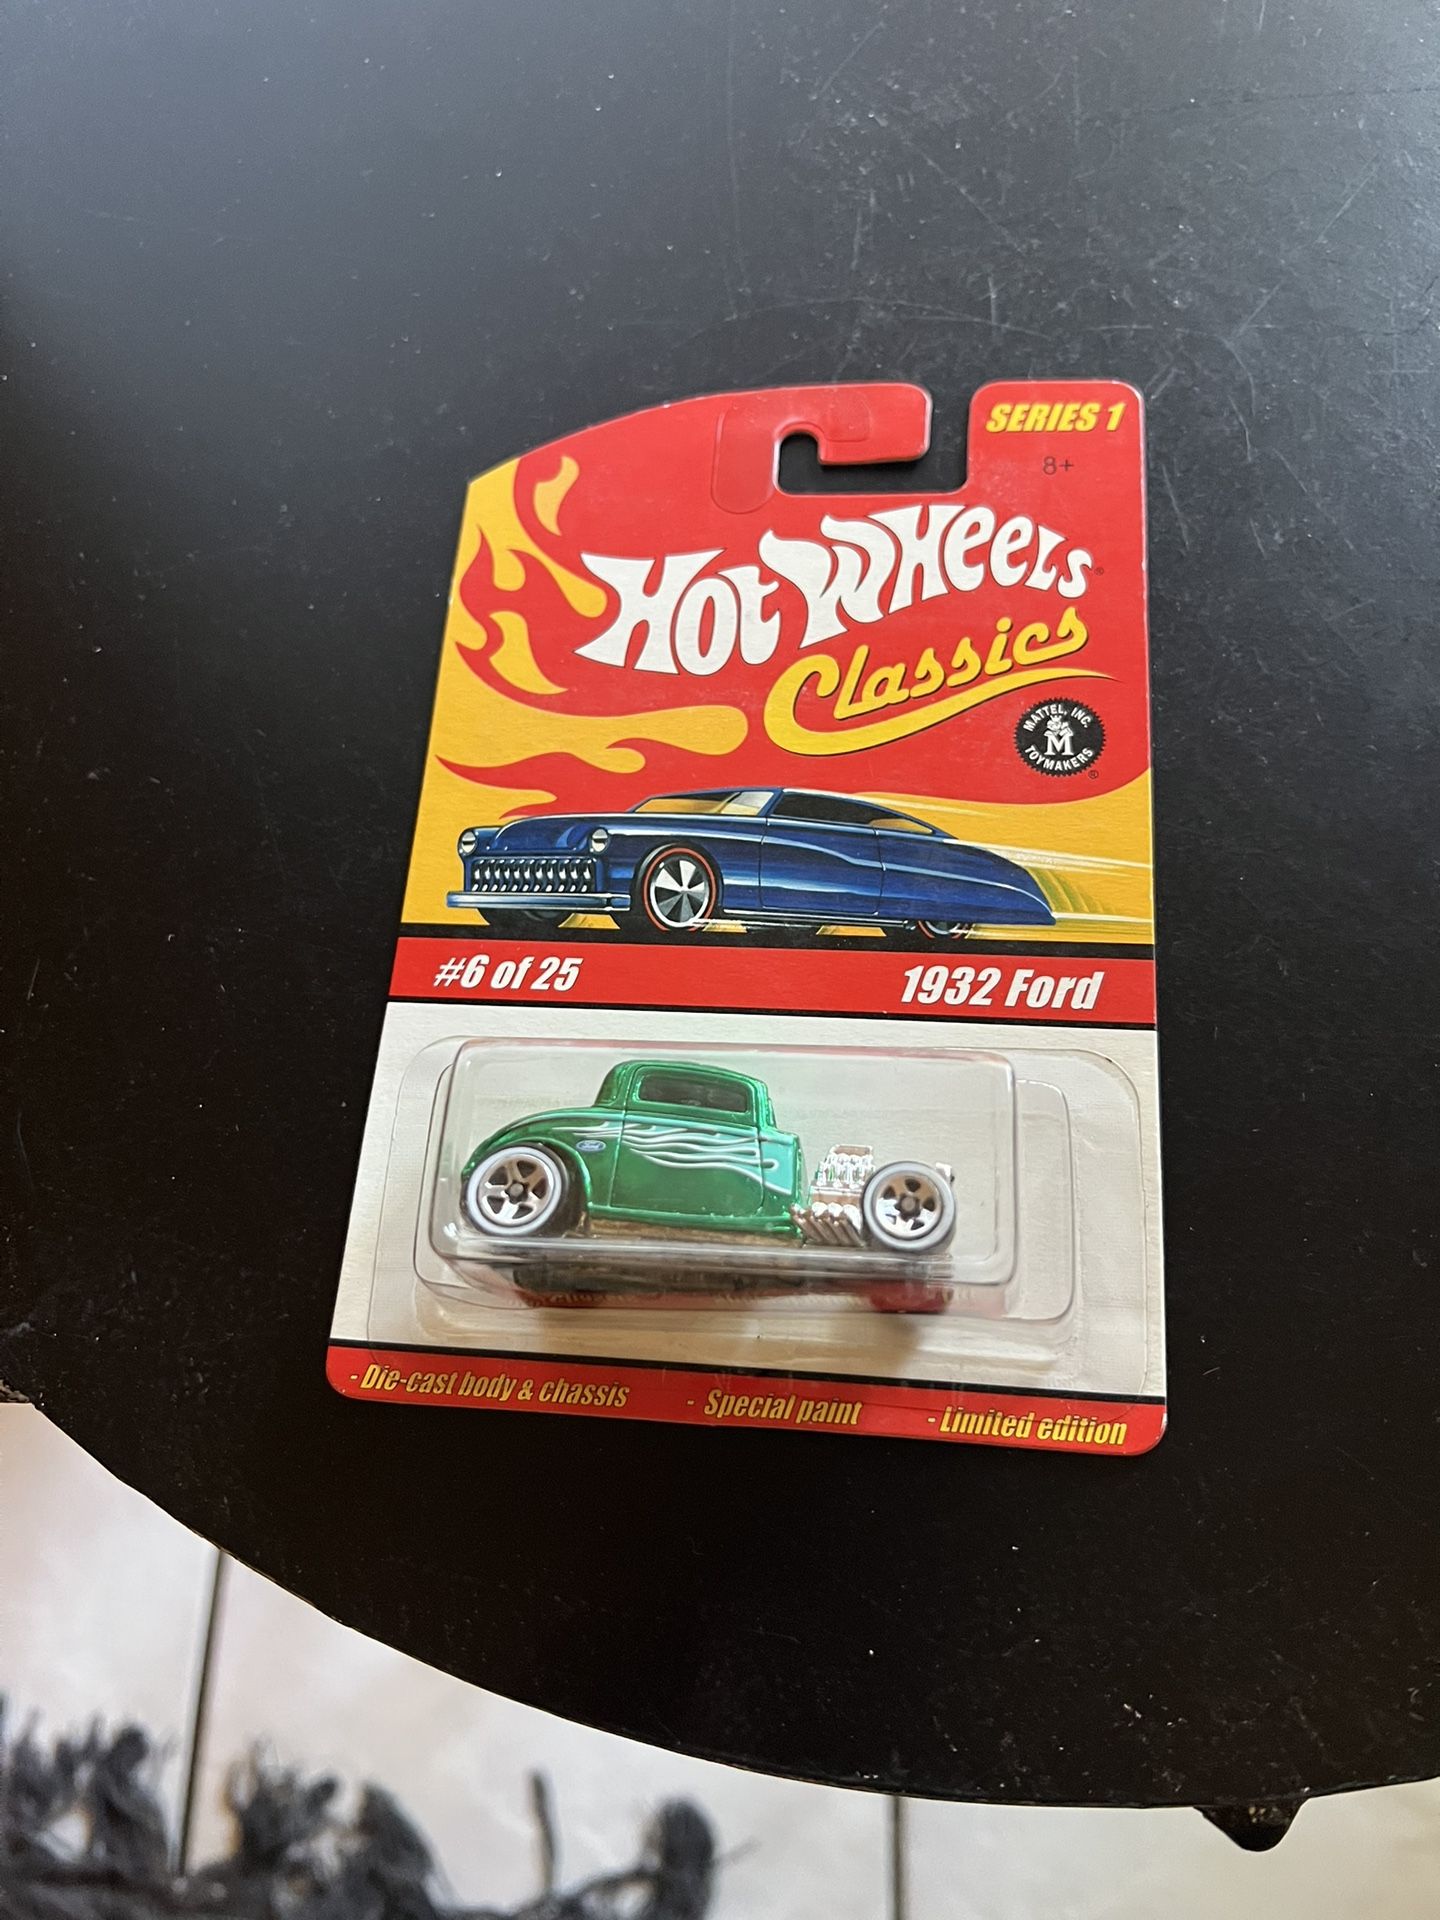 SERIES 1
8+
Hot Wheels®
Classics
MATTEL, INC.
M
TOYMAKERS
®
#6 of 25
1932 Ford
Ford
- Die-cast body & chassis
- Special paint
- Limited edition